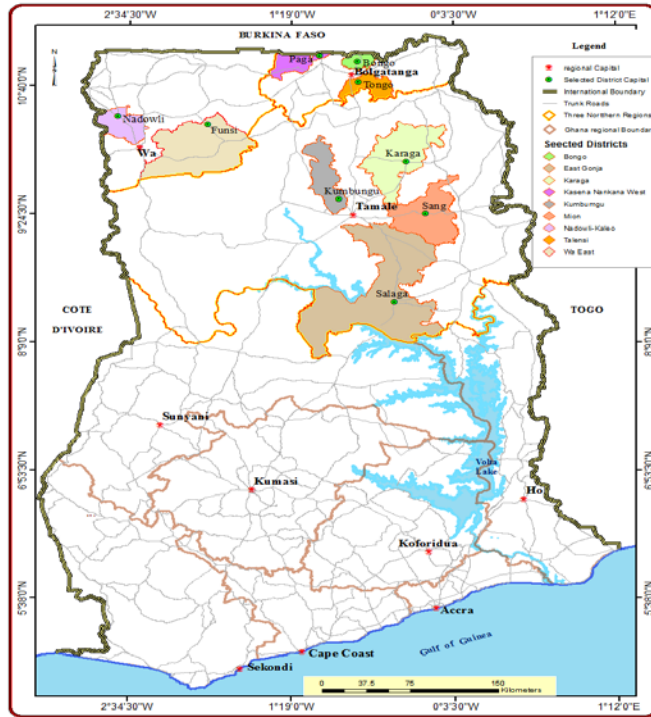 BURKINA FASO
2°34'30"W
1°19'0"W
0°3'30"W
1°12'0"E
N
Legend
regional Capital
Selected District Capital
International Boundary
Trunk Roads
Three Northern Regions
Ghana regional Boundar
Seected Districts
Bongo
East Gonja
Karaga
Kasena Nankana West
Kumbumgu
Mion
Nadowli-Kaleo
Talensi
Wa East
Paga
Bongo
Bolgatanga
Tongo
10°40'0"N
Nadowli
Funsi
Wa
Karaga
Kumbungu
Sang
Tamale
9°24'30"N
Salaga
COTE
D'IVOIRE
TOGO
8°9'0"N
Sunyani
Kumasi
Volta
Lake
Ho
6°53'30"N
Koforidua
5°38'0"N
Accra
Gulf of Guinea
Cape Coast
Sekondi
0 37.5 75 150
Kilometers
2°34'30"W
1°19'0"W
0°3'30"W
1°12'0"E